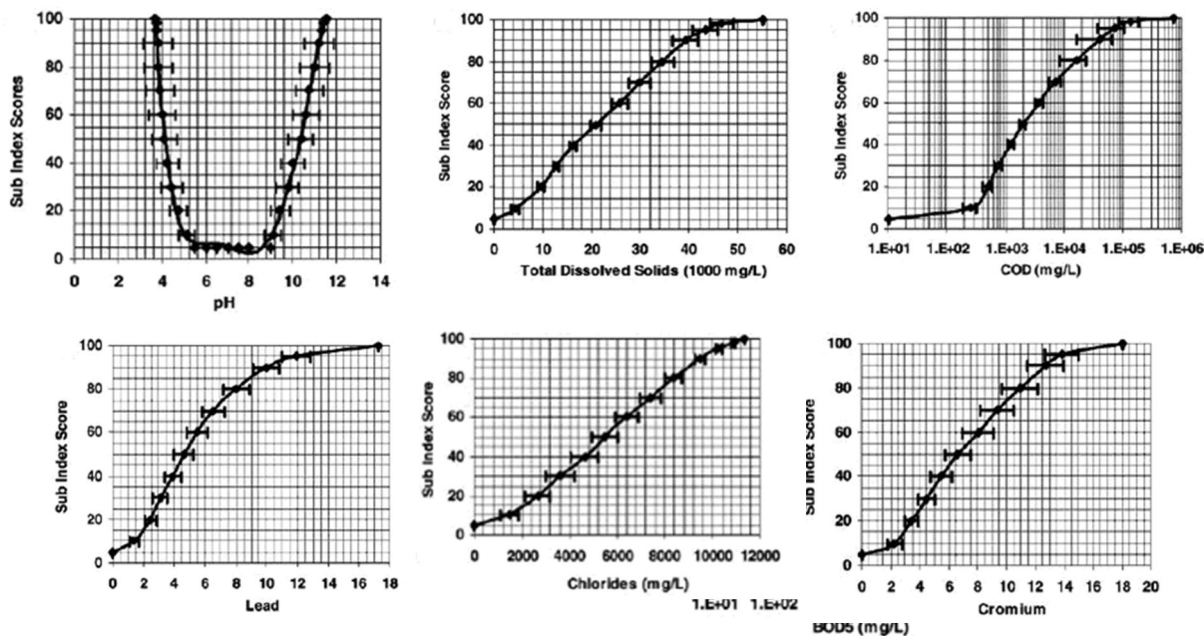 Sub Index Scores
100
80
60
40
20
0
0 2 4 6 8 10 12 14
pH
Sub Index Score
100
80
60
40
20
0
0 10 20 30 40 50 60
Total Dissolved Solids (1000 mg/L)
Sub Index Score
100
80
60
40
20
0
1.E+01 1.E+02 1.E+03 1.E+04 1.E+05 1.E+06
COD (mg/L)
Sub Index Score
100
80
60
40
20
0
0 2 4 6 8 10 12 14 16 18
Lead
Sub Index Score
100
80
60
40
20
0
0 2000 4000 6000 8000 10000 12000
Chlorides (mg/L)
Sub Index Score
100
80
60
40
20
0
0 2 4 6 8 10 12 14 16 18 20
Cromium
1.E+01 1.E+02
BOD5 (mg/L)